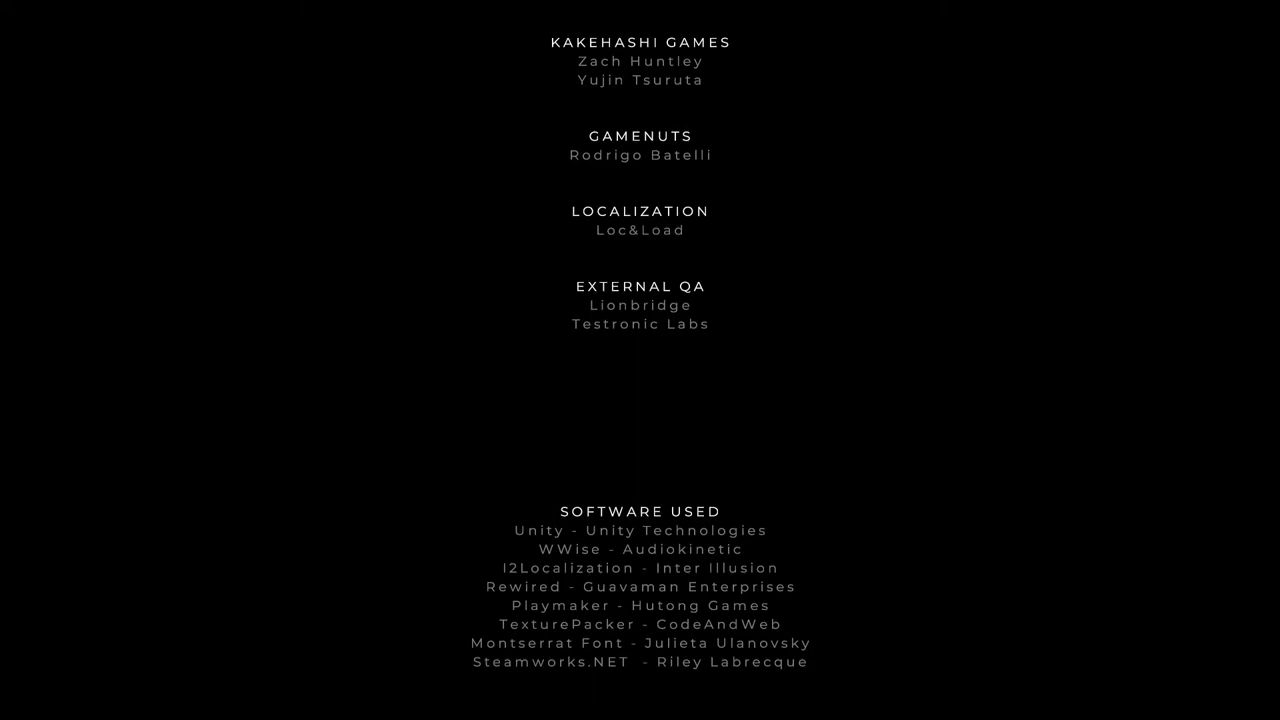 KAKEHASHI GAMES
Zach Huntley
Yujin Tsuruta
GAMENUTS
Rodrigo Batelli
LOCALIZATION
Loc&Load
EXTERNAL QA
Lionbridge
Testronic Labs
SOFTWARE USED
Unity - Unity Technologies
WWise - Audiokinetic
I2Localization - Inter Illusion
Rewired - Guavaman Enterprises
Playmaker - Hutong Games
TexturePacker - CodeAndWeb
Montserrat Font - Julieta Ulanovsky
Steamworks.NET  - Riley Labrecque